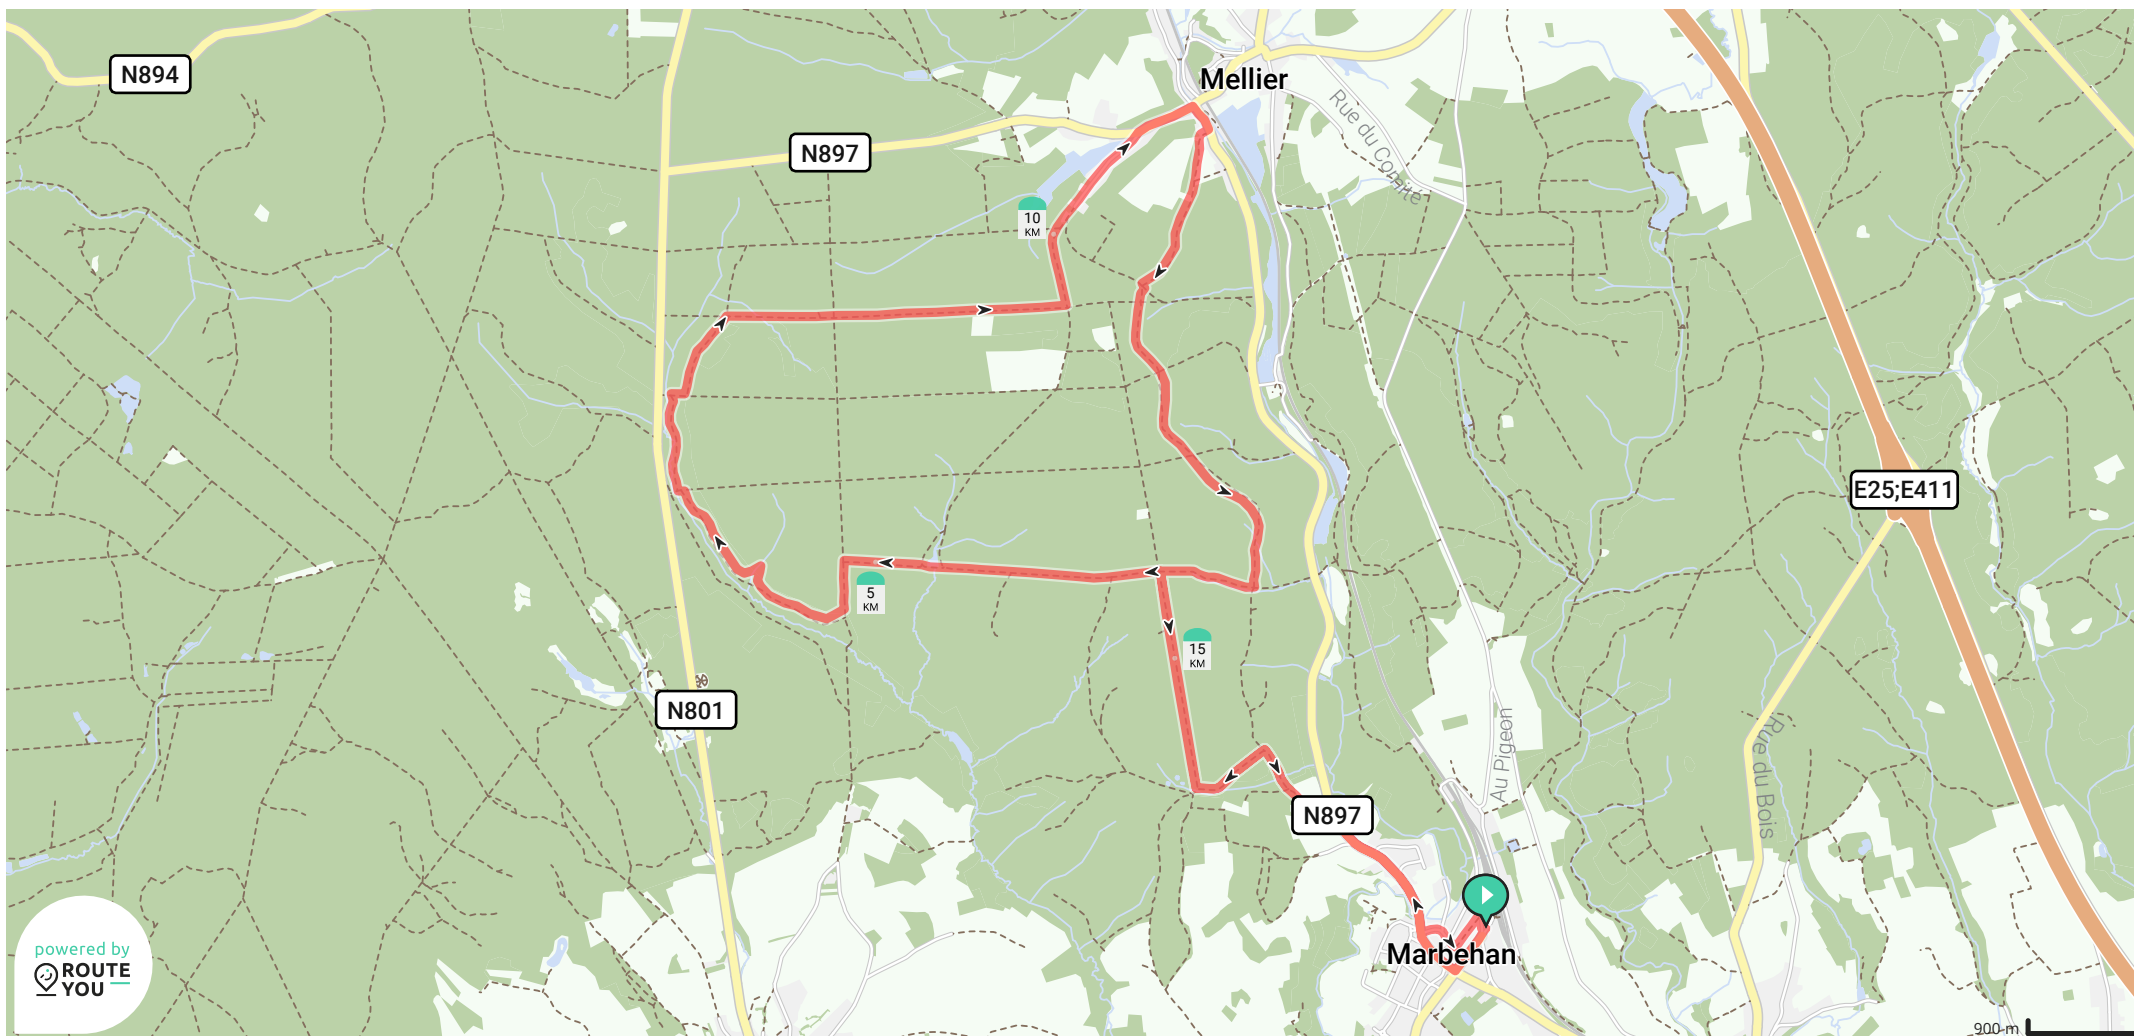 N894
Mellier
Rue du Comité
N897
10
KM
E25;E411
5
KM
15
KM
N801
Au Pigeon
Rue du Bois
N897
Marbehan
powered by
ROUTE
YOU
900 m